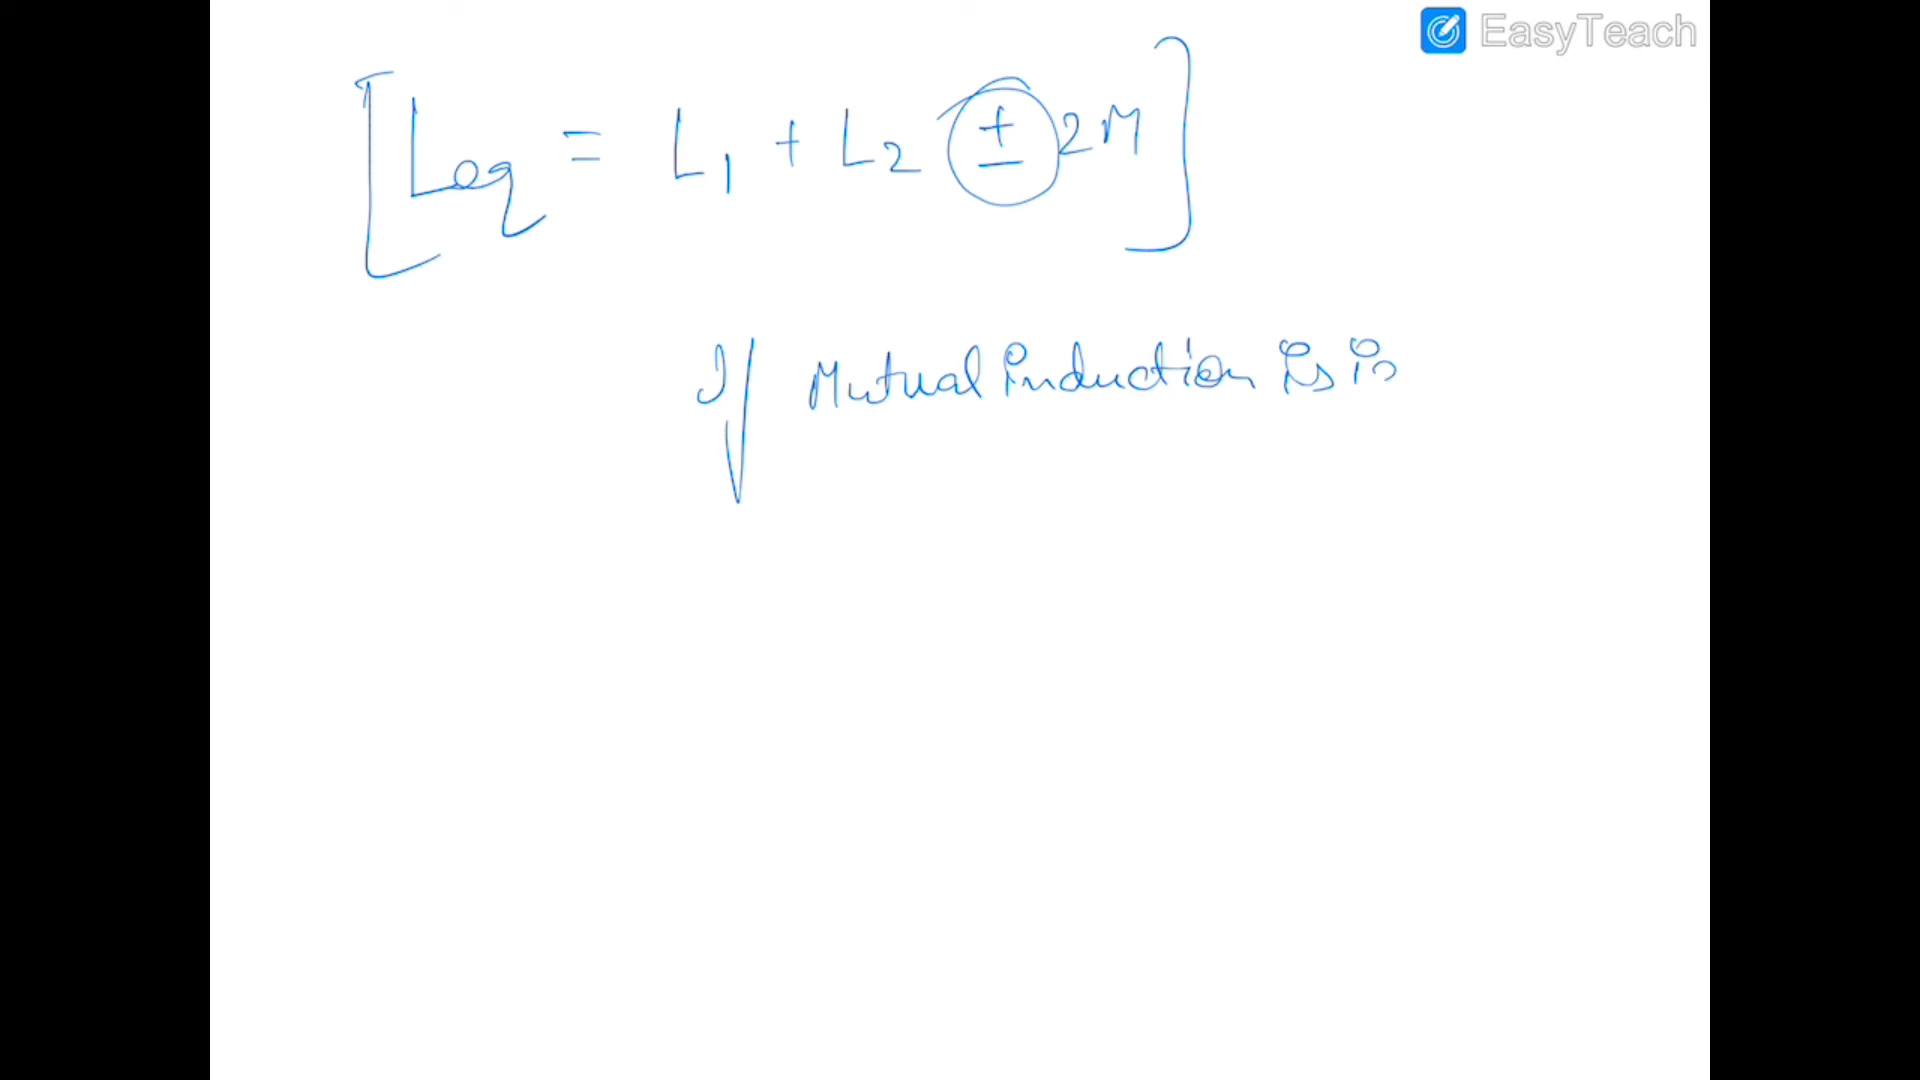 EasyTeach
[Leq = L1 + L2 ± 2M]
If Mutual induction is in